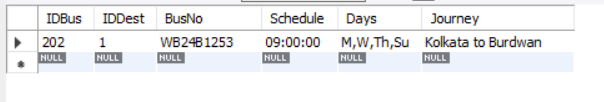 IDBus IDDest BusNo Schedule Days Journey
202 1 WB24B1253 09:00:00 M,W,Th,Su Kolkata to Burdwan
NULL NULL NULL NULL NULL NULL